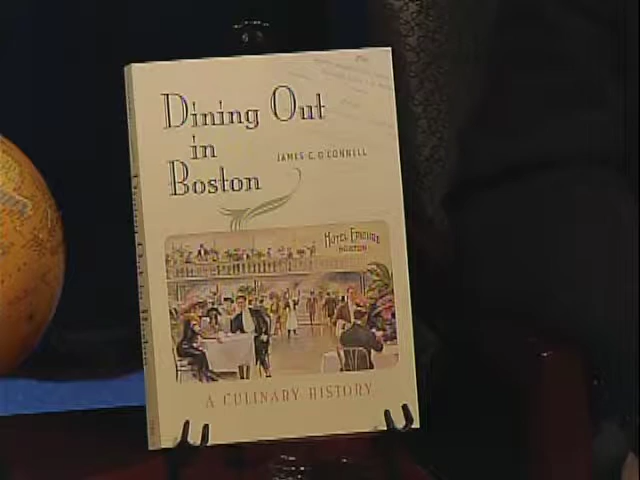 Dining Out
in
Boston
JAMES C. O'CONNELL
HOTEL
BOSTON
A CULINARY HISTORY